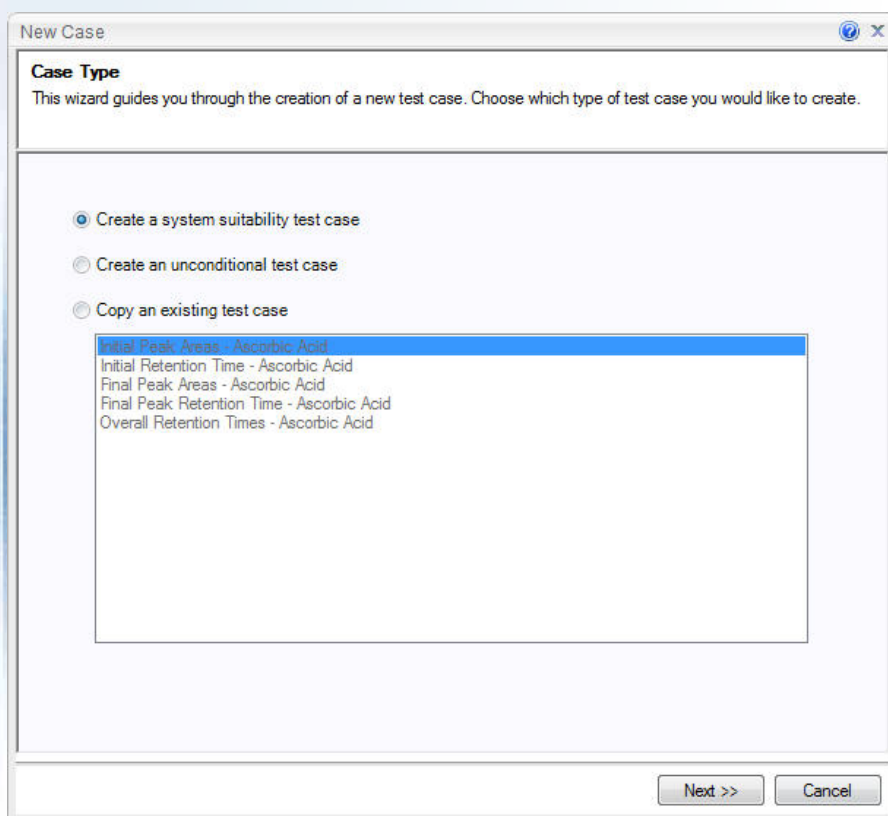 New Case
Case Type
This wizard guides you through the creation of a new test case. Choose which type of test case you would like to create.
Create a system suitability test case
Create an unconditional test case
Copy an existing test case
Initial Peak Areas - Ascorbic Acid
Initial Retention Time - Ascorbic Acid
Final Peak Areas - Ascorbic Acid
Final Peak Retention Time - Ascorbic Acid
Overall Retention Times - Ascorbic Acid
Next >>
Cancel